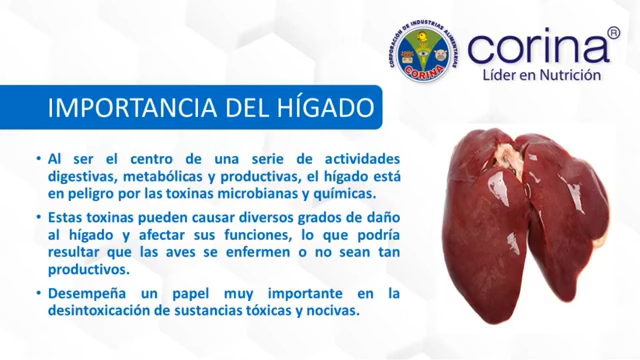 CORPORACIÓN DE INDUSTRIAS ALIMENTARIAS
CORINA
corina®
Líder en Nutrición
IMPORTANCIA DEL HÍGADO
• Al ser el centro de una serie de actividades
digestivas, metabólicas y productivas, el hígado está
en peligro por las toxinas microbianas y químicas.
• Estas toxinas pueden causar diversos grados de daño
al hígado y afectar sus funciones, lo que podría
resultar que las aves se enfermen o no sean tan
productivos.
• Desempeña un papel muy importante en la
desintoxicación de sustancias tóxicas y nocivas.